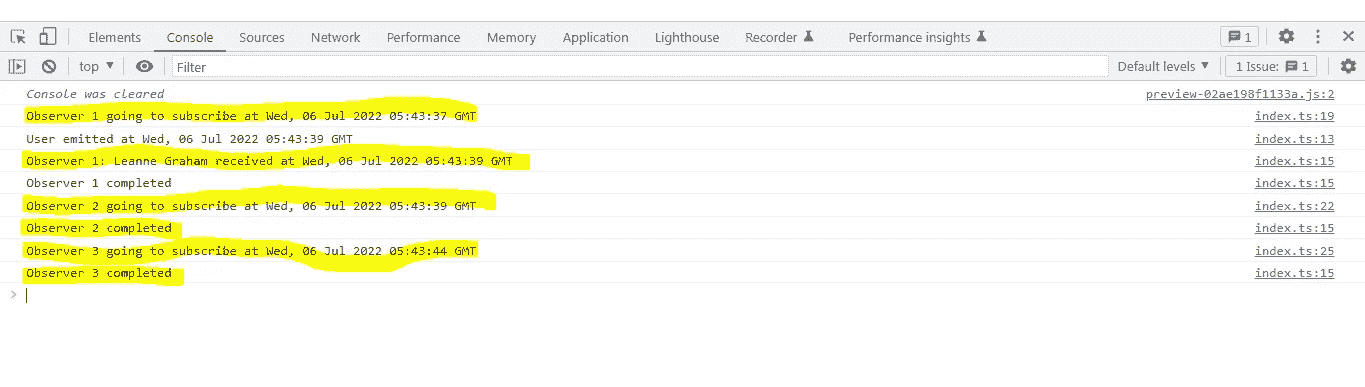 Elements Console Sources Network Performance Memory Application Lighthouse Recorder Performance insights 1
top Filter Default levels 1 Issue: 1
Console was cleared preview-02ae198f1133a.js:2
Observer 1 going to subscribe at Wed, 06 Jul 2022 05:43:37 GMT index.ts:19
User emitted at Wed, 06 Jul 2022 05:43:39 GMT index.ts:13
Observer 1: Leanne Graham received at Wed, 06 Jul 2022 05:43:39 GMT index.ts:15
Observer 1 completed index.ts:15
Observer 2 going to subscribe at Wed, 06 Jul 2022 05:43:39 GMT index.ts:22
Observer 2 completed index.ts:15
Observer 3 going to subscribe at Wed, 06 Jul 2022 05:43:44 GMT index.ts:25
Observer 3 completed index.ts:15
>